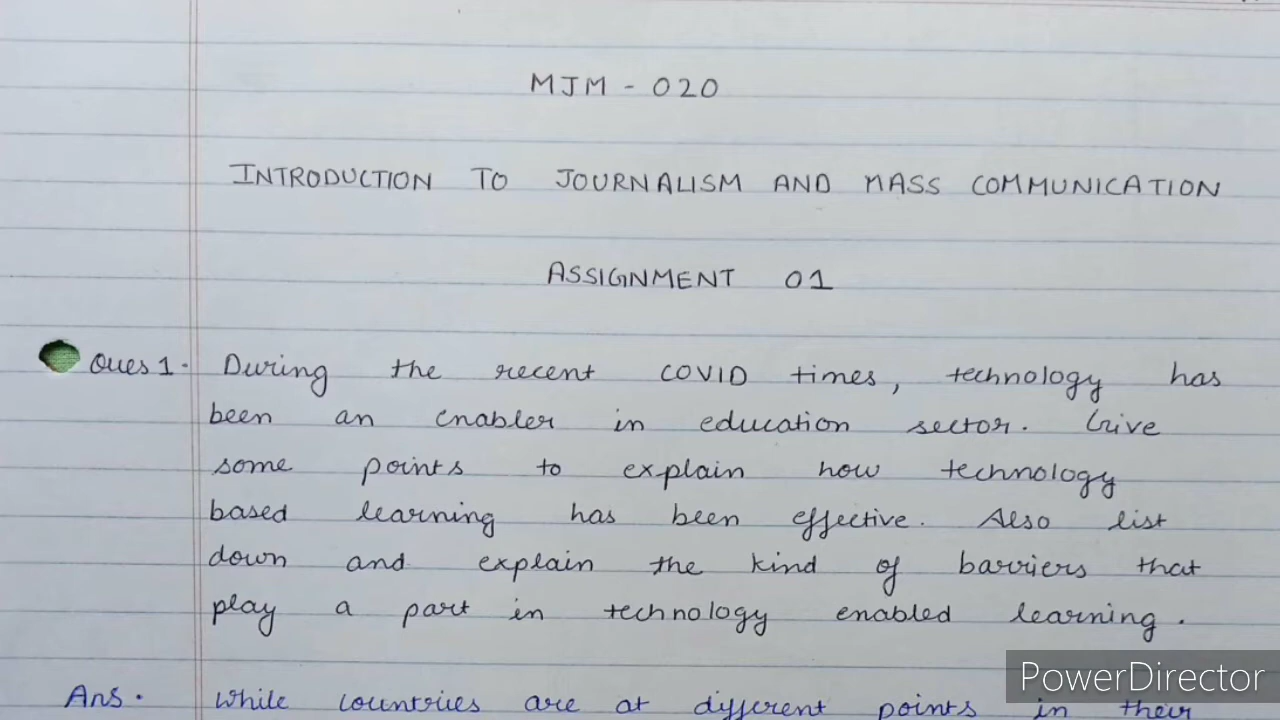 MJM - 020
INTRODUCTION TO JOURNALISM AND MASS COMMUNICATION
ASSIGNMENT 01
Ques 1. During the recent COVID times, technology has
been an enabler in education sector. Give
some points to explain how technology
based learning has been effective. Also list
down and explain the kind of barriers that
play a part in technology enabled learning.
PowerDirector
Ans. While countries are at different points in their